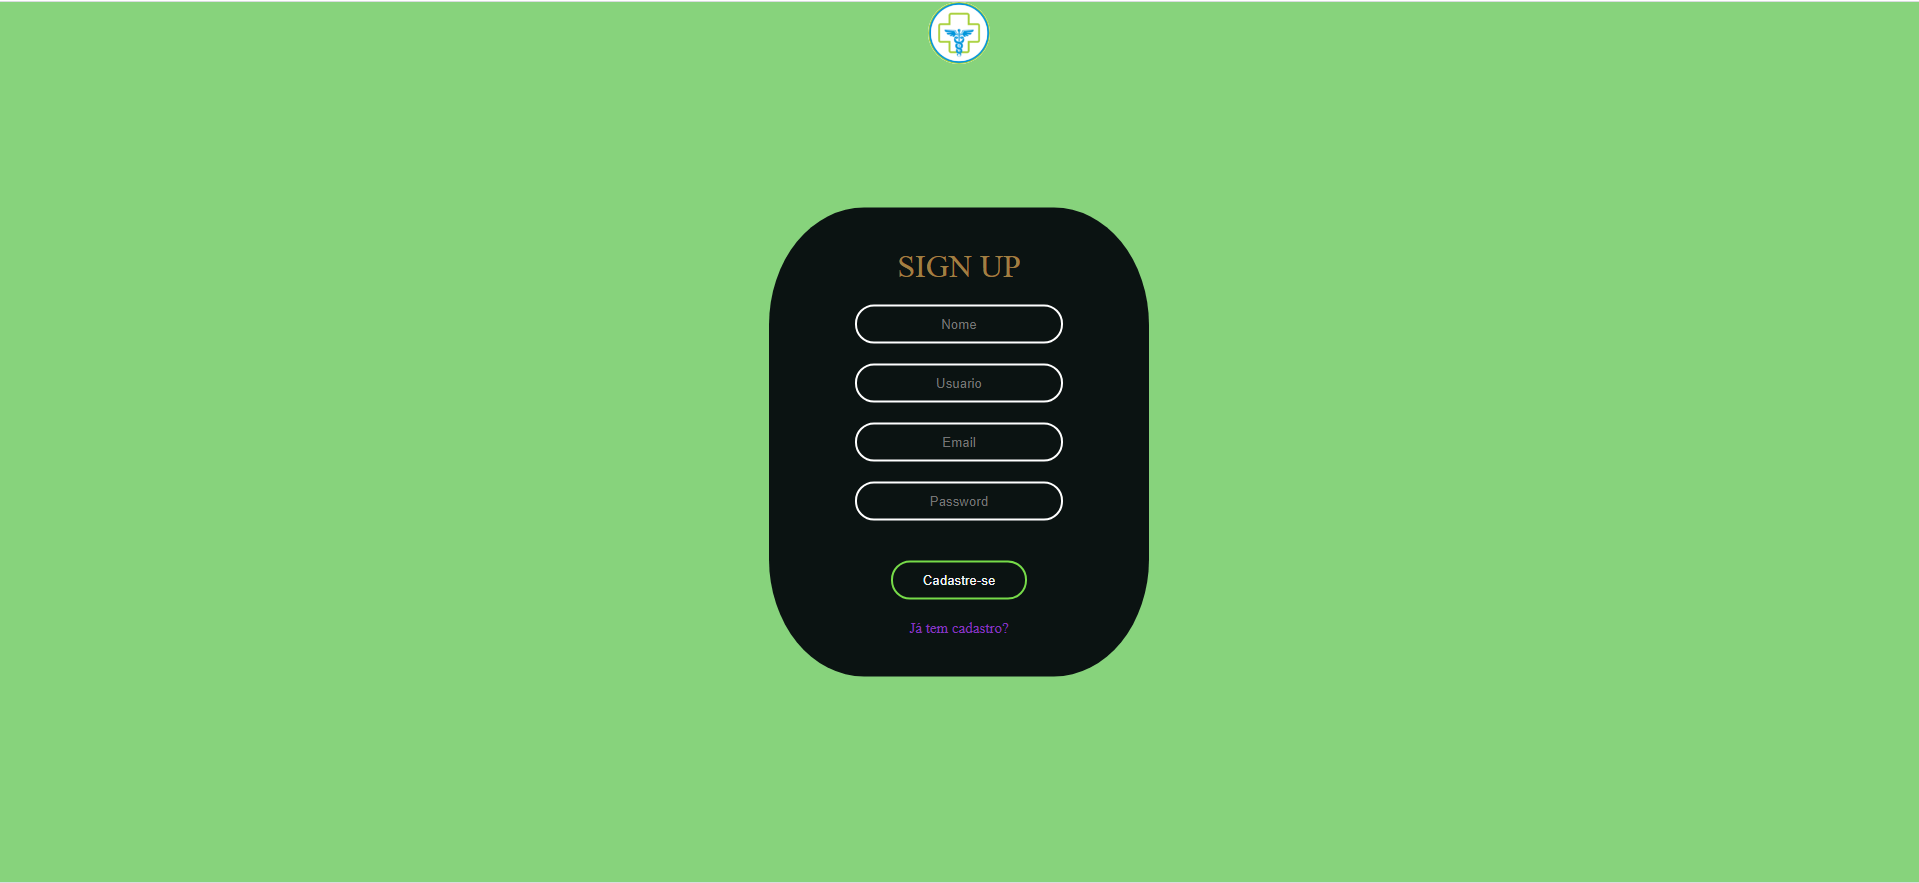 SIGN UP
Nome
Usuario
Email
Password
Cadastre-se
Já tem cadastro?